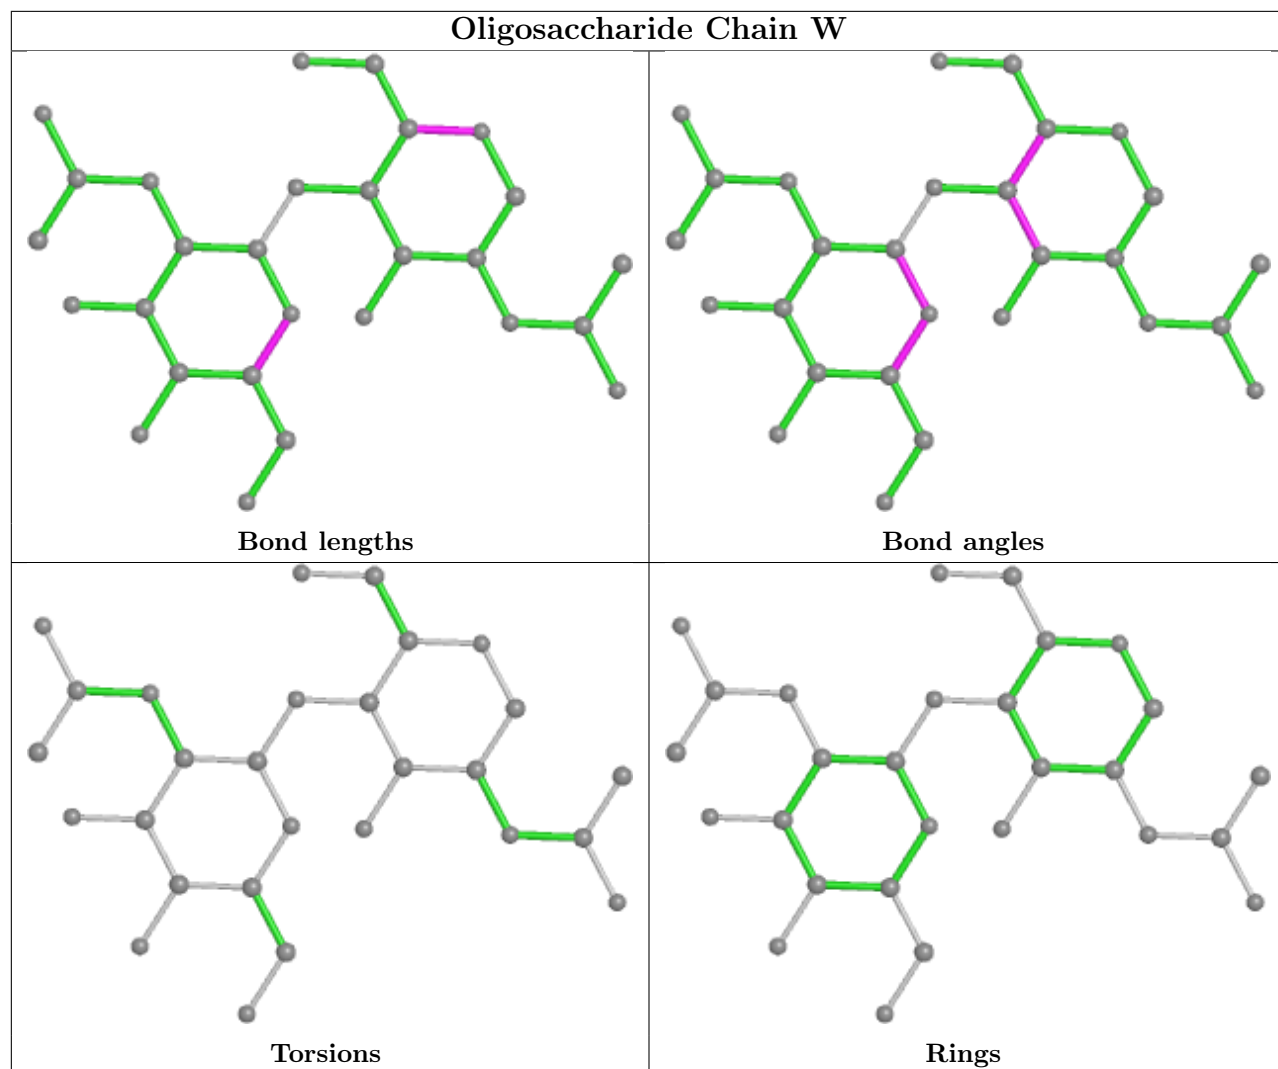 Oligosaccharide Chain W
Bond lengths
Bond angles
Torsions
Rings